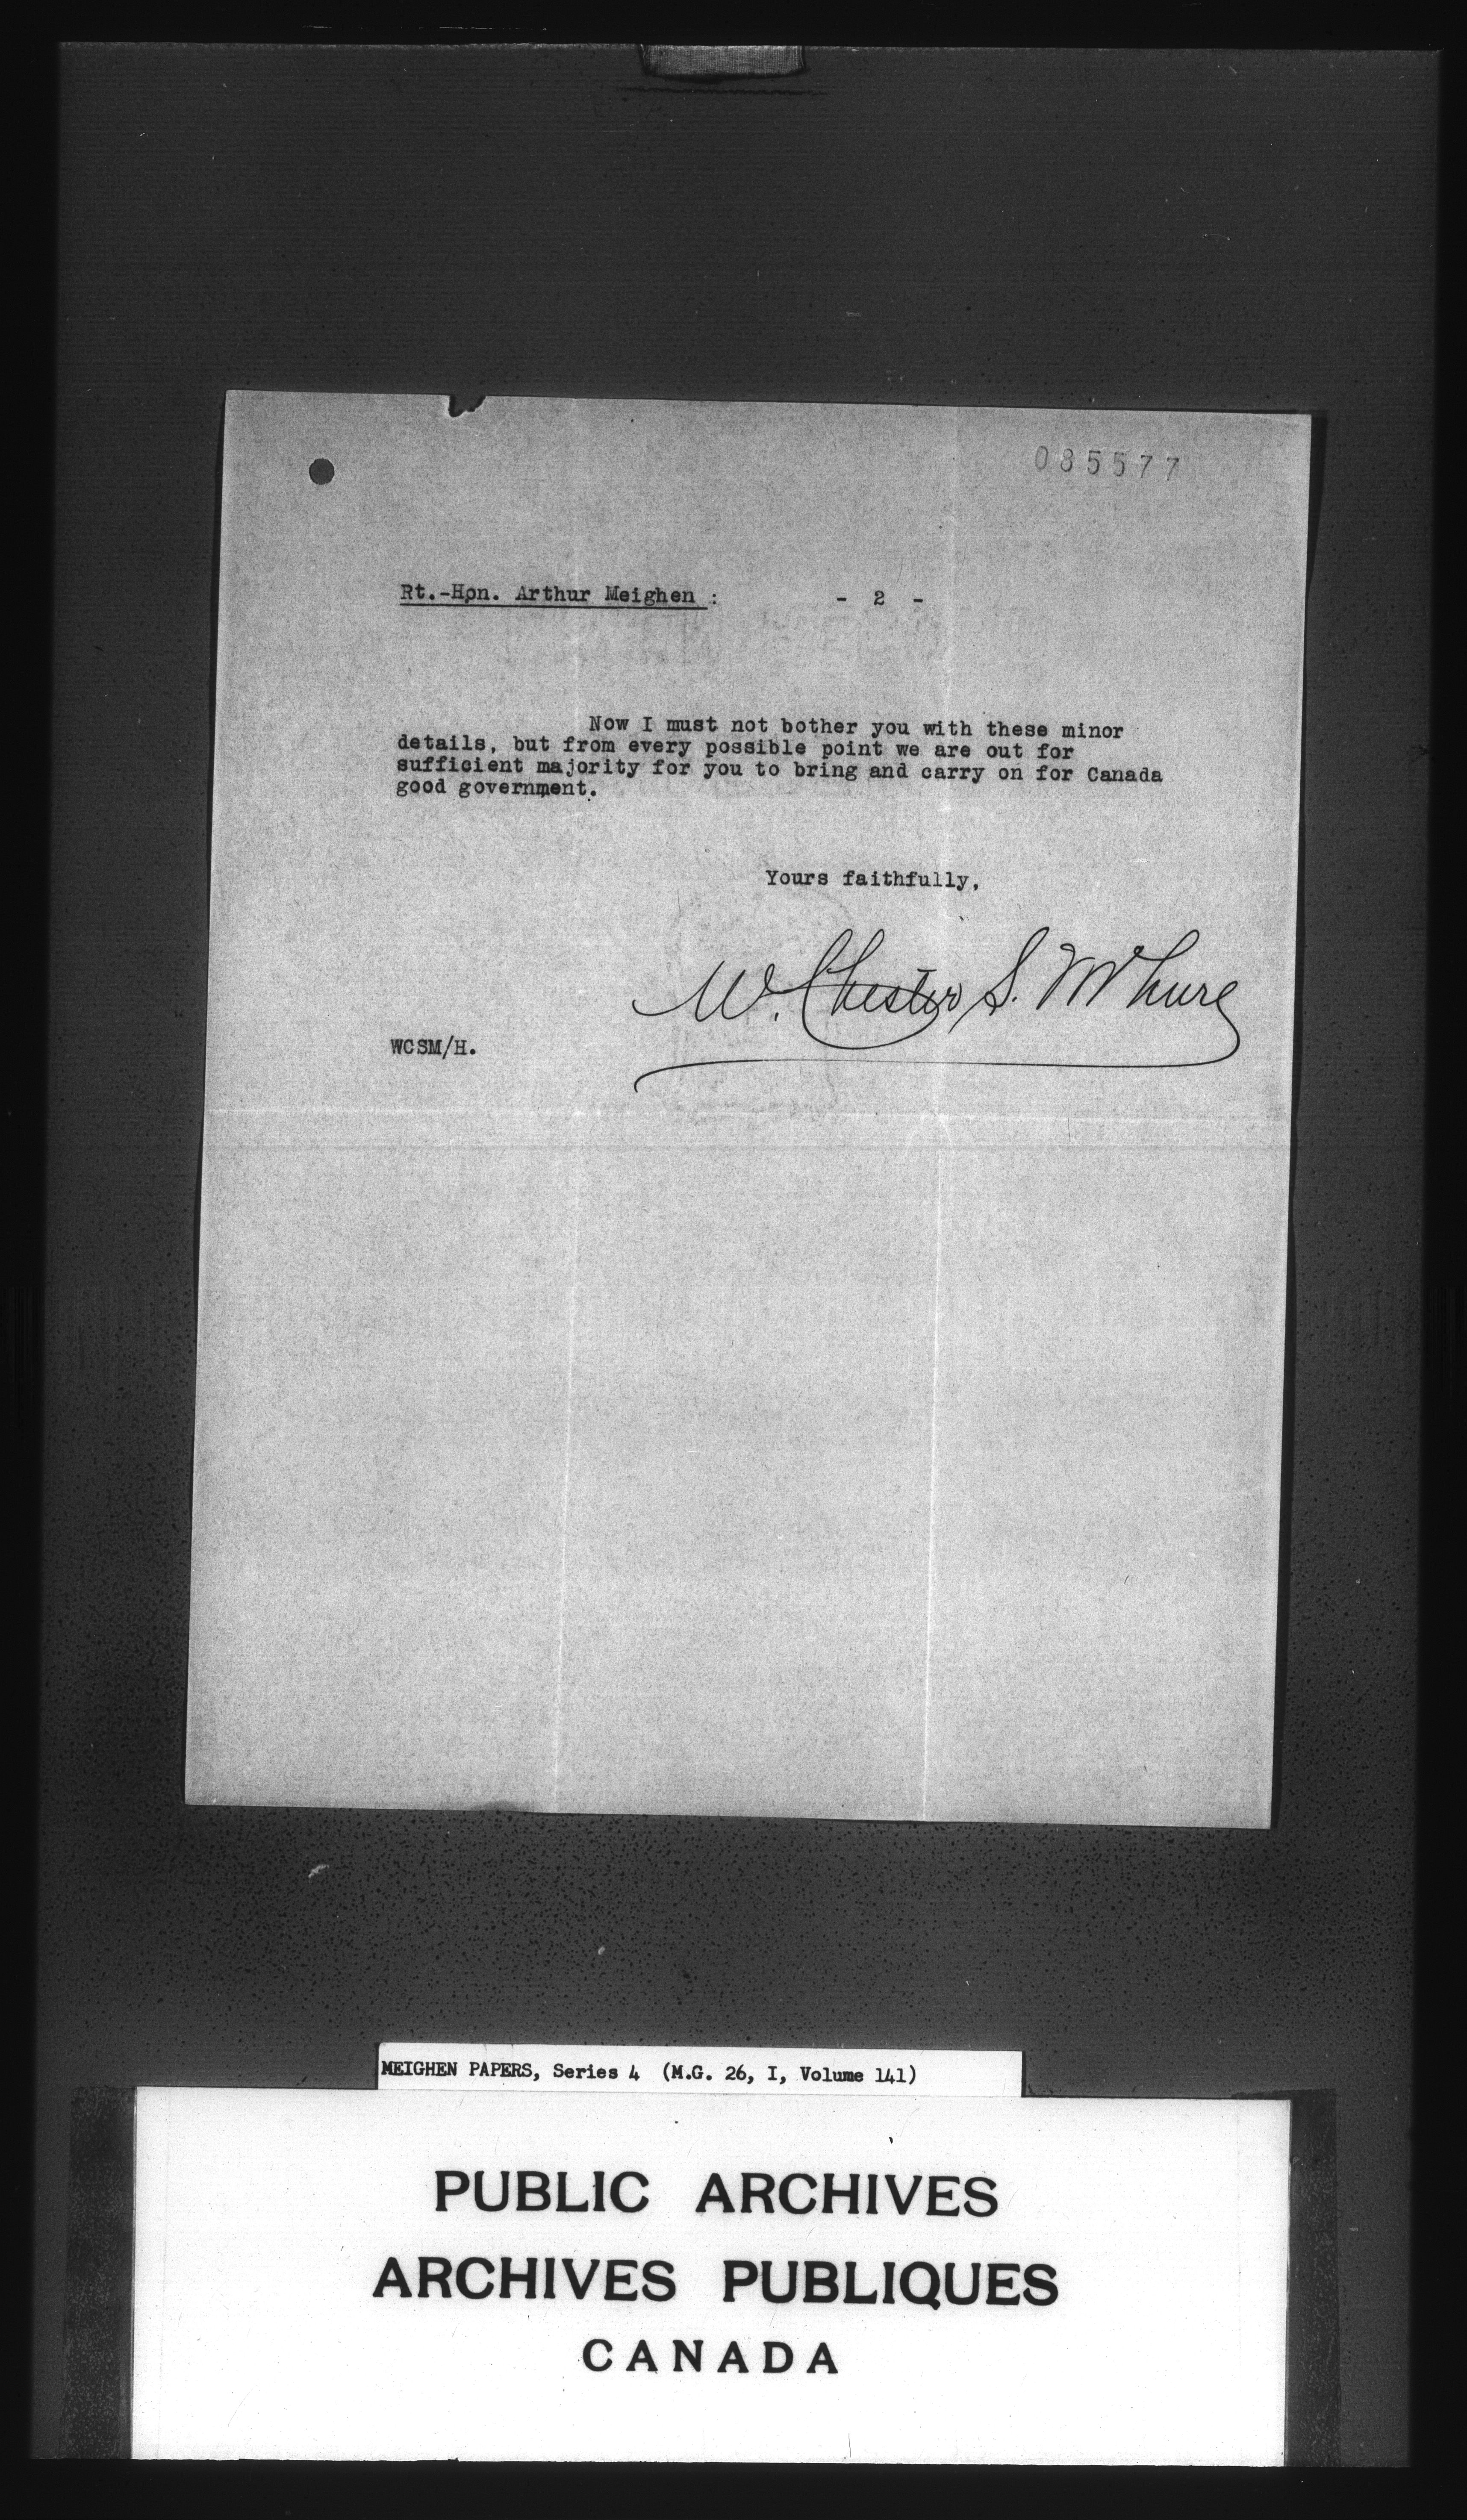 085577
Rt.-Hon. Arthur Meighen : - 2 -
Now I must not bother you with these minor
details, but from every possible point we are out for
sufficient majority for you to bring and carry on for Canada
good government.
Yours faithfully,
W. Chester S. McLure
WCSM/H.
MEIGHEN PAPERS, Series 4 (M.G. 26, I, Volume 141)
PUBLIC ARCHIVES
ARCHIVES PUBLIQUES
CANADA